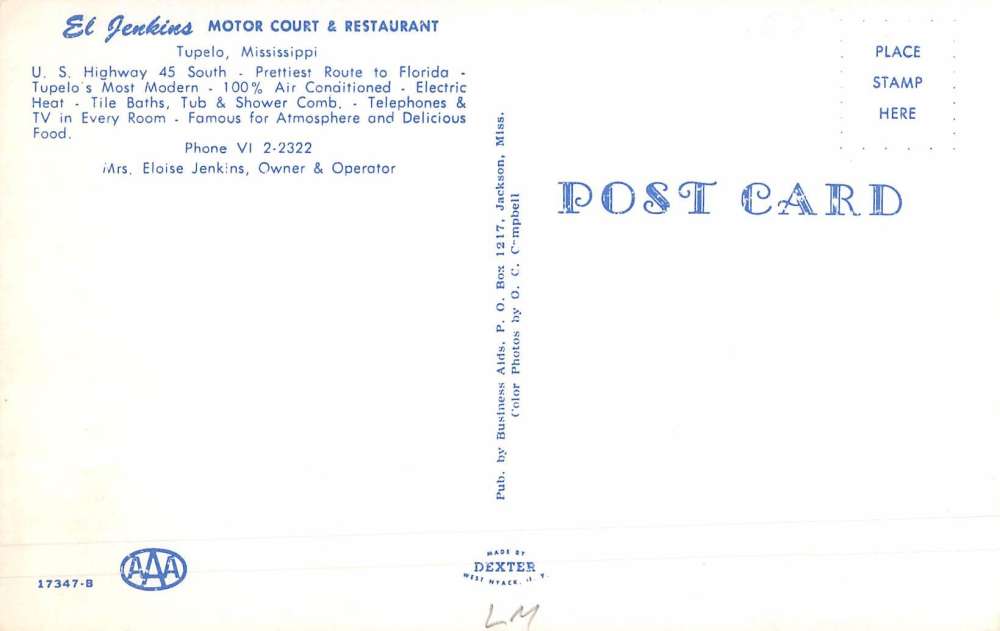 El Jenkins MOTOR COURT & RESTAURANT
Tupelo, Mississippi
U. S. Highway 45 South - Prettiest Route to Florida -
Tupelo's Most Modern - 100% Air Conditioned - Electric
Heat - Tile Baths, Tub & Shower Comb. - Telephones &
TV in Every Room - Famous for Atmosphere and Delicious
Food.
Phone VI 2-2322
Mrs. Eloise Jenkins, Owner & Operator
Pub. by Business Aids, P. O. Box 1217, Jackson, Miss.
Color Photos by O. C. Campbell
PLACE
STAMP
HERE
POST CARD
17347-B
AAA
MADE BY
DEXTER
WEST NYACK, N. Y.
LM